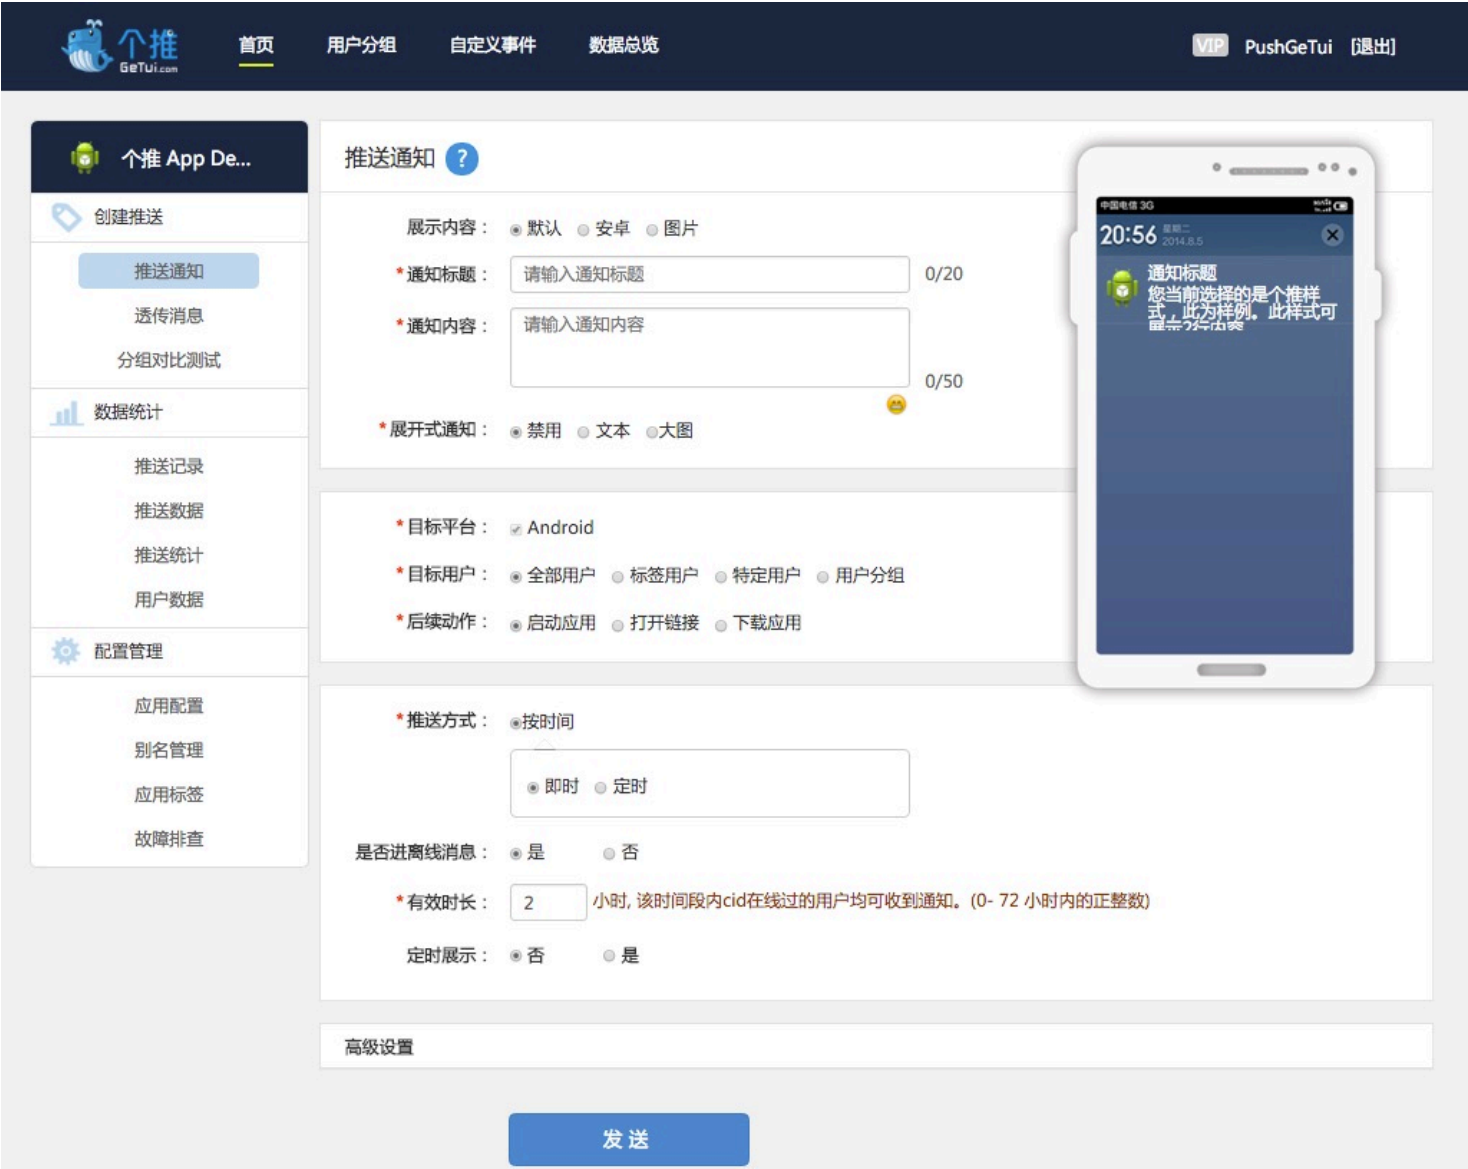 个推
GeTui.com
首页 用户分组 自定义事件 数据总览
VIP PushGeTui [退出]
个推 App De...
创建推送
推送通知
透传消息
分组对比测试
数据统计
推送记录
推送数据
推送统计
用户数据
配置管理
应用配置
别名管理
应用标签
故障排查
推送通知 ?
展示内容： 默认 安卓 图片
*通知标题： 请输入通知标题 0/20
*通知内容： 请输入通知内容
0/50
*展开式通知： 禁用 文本 大图
*目标平台： Android
*目标用户： 全部用户 标签用户 特定用户 用户分组
*后续动作： 启动应用 打开链接 下载应用
*推送方式： 按时间
即时 定时
是否进离线消息： 是 否
*有效时长： 2 小时, 该时间段内cid在线过的用户均可收到通知。(0- 72 小时内的正整数)
定时展示： 否 是
高级设置
发 送
中国电信 3G
20:56 星期二
2014.8.5
通知标题
您当前选择的是个推样
式，此为样例。此样式可
展示2行内容